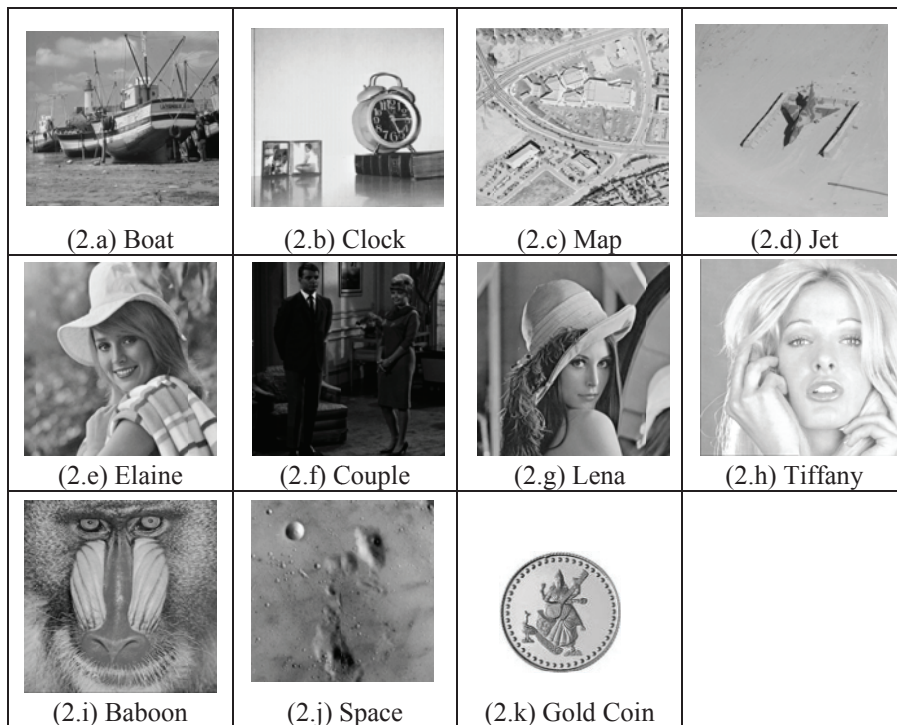 (2.a) Boat
(2.b) Clock
(2.c) Map
(2.d) Jet
(2.e) Elaine
(2.f) Couple
(2.g) Lena
(2.h) Tiffany
(2.i) Baboon
(2.j) Space
(2.k) Gold Coin